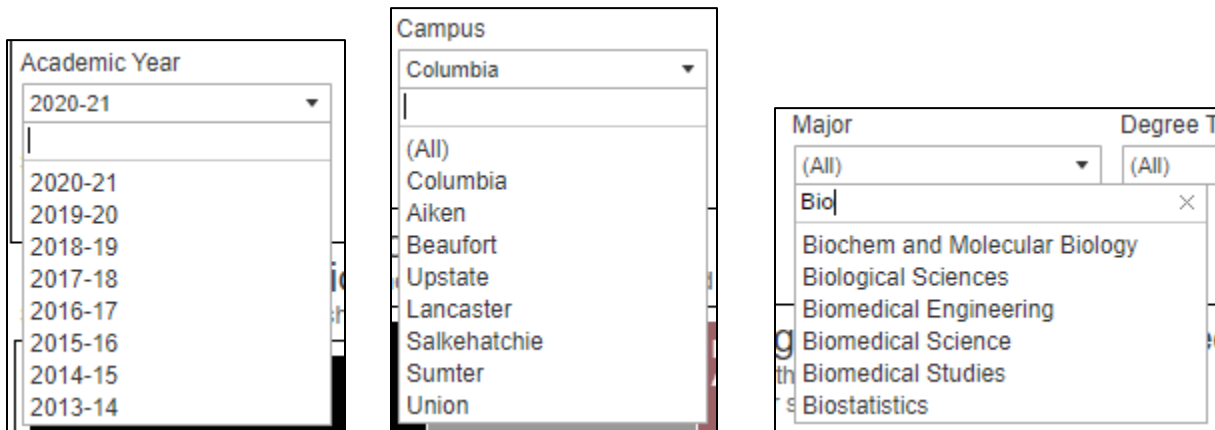 Academic Year
2020-21
2020-21
2019-20
2018-19
2017-18
2016-17
2015-16
2014-15
2013-14
Campus
Columbia
(All)
Columbia
Aiken
Beaufort
Upstate
Lancaster
Salkehatchie
Sumter
Union
Major
(All)
Bio
Biochem and Molecular Biology
Biological Sciences
Biomedical Engineering
Biomedical Science
Biomedical Studies
Biostatistics
Degree T
(All)